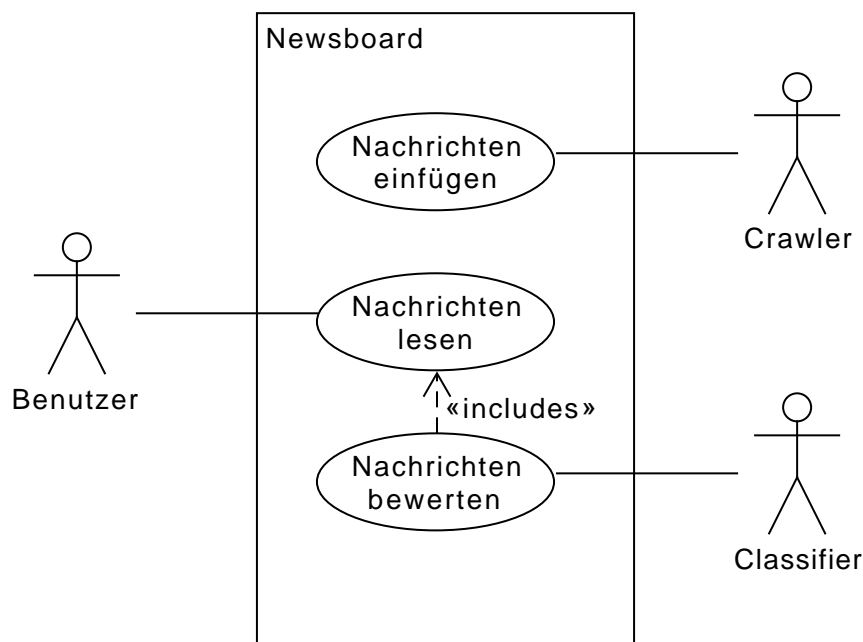 Newsboard
Nachrichten
einfügen
Crawler
Nachrichten
lesen
Benutzer
«includes»
Nachrichten
bewerten
Classifier